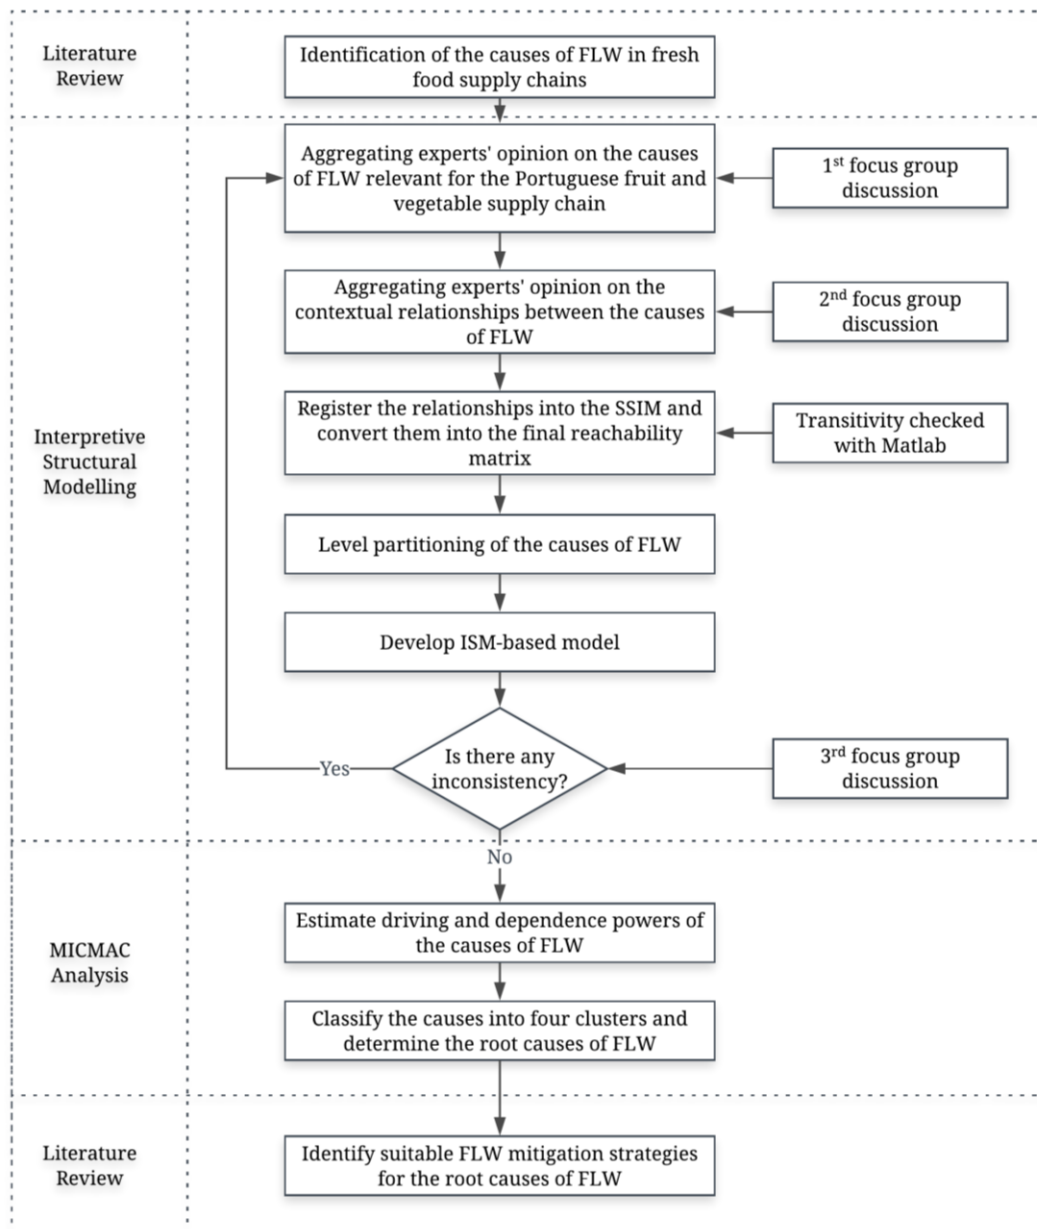 Literature
Review
Identification of the causes of FLW in fresh
food supply chains
Aggregating experts' opinion on the causes
of FLW relevant for the Portuguese fruit and
vegetable supply chain
1st focus group
discussion
Aggregating experts' opinion on the
contextual relationships between the causes
of FLW
2nd focus group
discussion
Interpretive
Structural
Modelling
Register the relationships into the SSIM and
convert them into the final reachability
matrix
Transitivity checked
with Matlab
Level partitioning of the causes of FLW
Develop ISM-based model
Is there any
inconsistency?
Yes
3rd focus group
discussion
No
MICMAC
Analysis
Estimate driving and dependence powers of
the causes of FLW
Classify the causes into four clusters and
determine the root causes of FLW
Literature
Review
Identify suitable FLW mitigation strategies
for the root causes of FLW